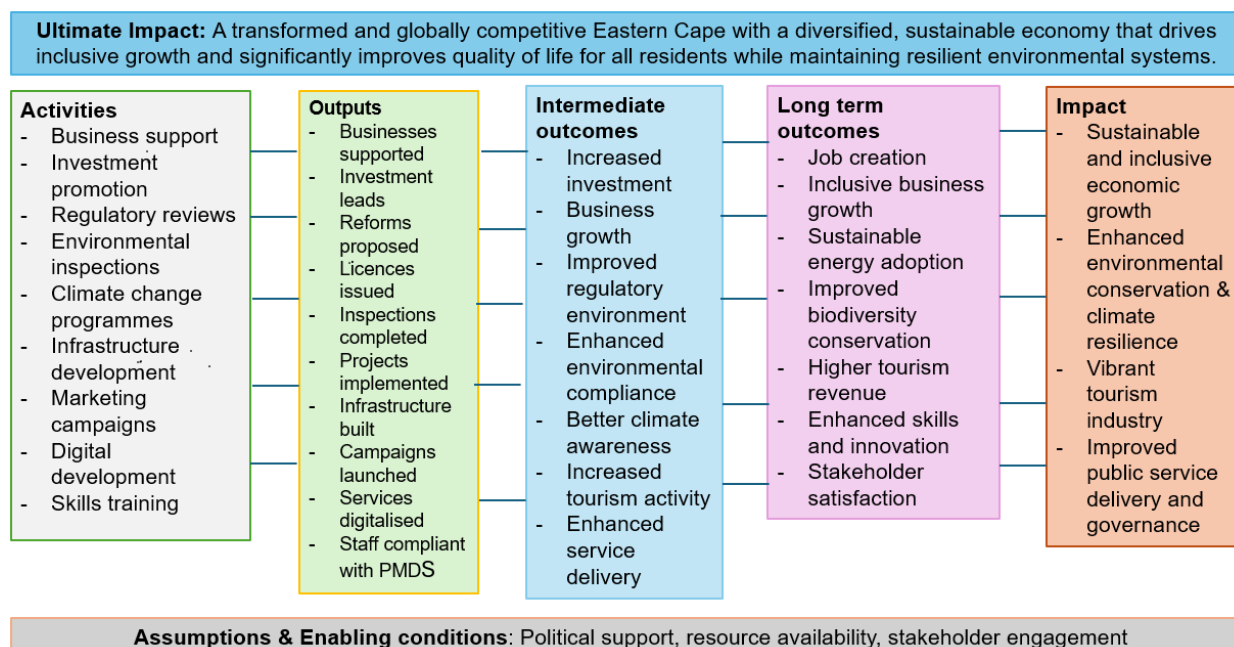 Ultimate Impact: A transformed and globally competitive Eastern Cape with a diversified, sustainable economy that drives
inclusive growth and significantly improves quality of life for all residents while maintaining resilient environmental systems.
Activities
- Business support
- Investment
promotion
- Regulatory reviews
- Environmental
inspections
- Climate change
programmes
- Infrastructure
development
- Marketing
campaigns
- Digital
development
- Skills training
Outputs
- Businesses
supported
- Investment
leads
- Reforms
proposed
- Licences
issued
- Inspections
completed
- Projects
implemented
- Infrastructure
built
- Campaigns
launched
- Services
digitalised
- Staff compliant
with PMDS
Intermediate
outcomes
- Increased
investment
- Business
growth
- Improved
regulatory
environment
- Enhanced
environmental
compliance
- Better climate
awareness
- Increased
tourism activity
- Enhanced
service
delivery
Long term
outcomes
- Job creation
- Inclusive business
growth
- Sustainable
energy adoption
- Improved
biodiversity
conservation
- Higher tourism
revenue
- Enhanced skills
and innovation
- Stakeholder
satisfaction
Impact
- Sustainable
and inclusive
economic
growth
- Enhanced
environmental
conservation &
climate
resilience
- Vibrant
tourism
industry
- Improved
public service
delivery and
governance
Assumptions & Enabling conditions: Political support, resource availability, stakeholder engagement